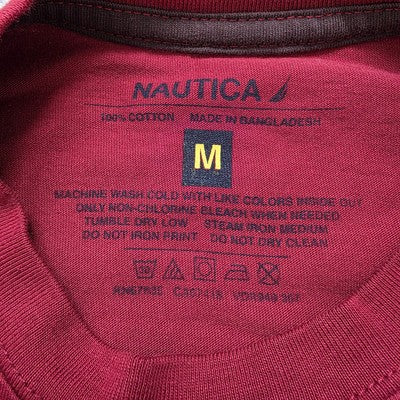 NAUTICA
100% COTTON MADE IN BANGLADESH
M
MACHINE WASH COLD WITH LIKE COLORS INSIDE OUT
ONLY NON-CHLORINE BLEACH WHEN NEEDED
TUMBLE DRY LOW STEAM IRON MEDIUM
DO NOT IRON PRINT DO NOT DRY CLEAN